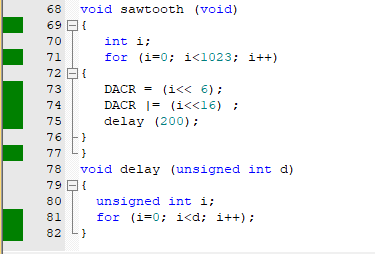 68 void sawtooth (void)
69 {
70 int i;
71 for (i=0; i<1023; i++)
72 {
73 DACR = (i<< 6);
74 DACR |= (i<<16) ;
75 delay (200);
76 }
77 }
78 void delay (unsigned int d)
79 {
80 unsigned int i;
81 for (i=0; i<d; i++);
82 }